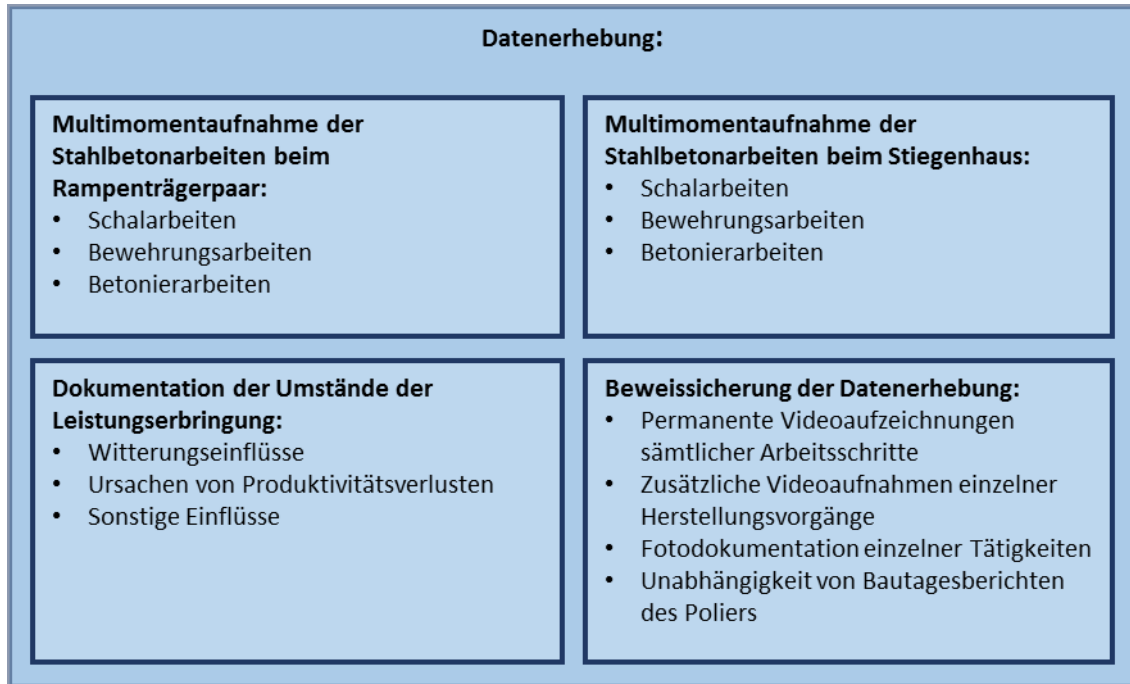 Datenerhebung:
Multimomentaufnahme der
Stahlbetonarbeiten beim
Rampenträgerpaar:
• Schalarbeiten
• Bewehrungsarbeiten
• Betonierarbeiten
Multimomentaufnahme der
Stahlbetonarbeiten beim Stiegenhaus:
• Schalarbeiten
• Bewehrungsarbeiten
• Betonierarbeiten
Dokumentation der Umstände der
Leistungserbringung:
• Witterungseinflüsse
• Ursachen von Produktivitätsverlusten
• Sonstige Einflüsse
Beweissicherung der Datenerhebung:
• Permanente Videoaufzeichnungen
sämtlicher Arbeitsschritte
• Zusätzliche Videoaufnahmen einzelner
Herstellungsvorgänge
• Fotodokumentation einzelner Tätigkeiten
• Unabhängigkeit von Bautagesberichten
des Poliers